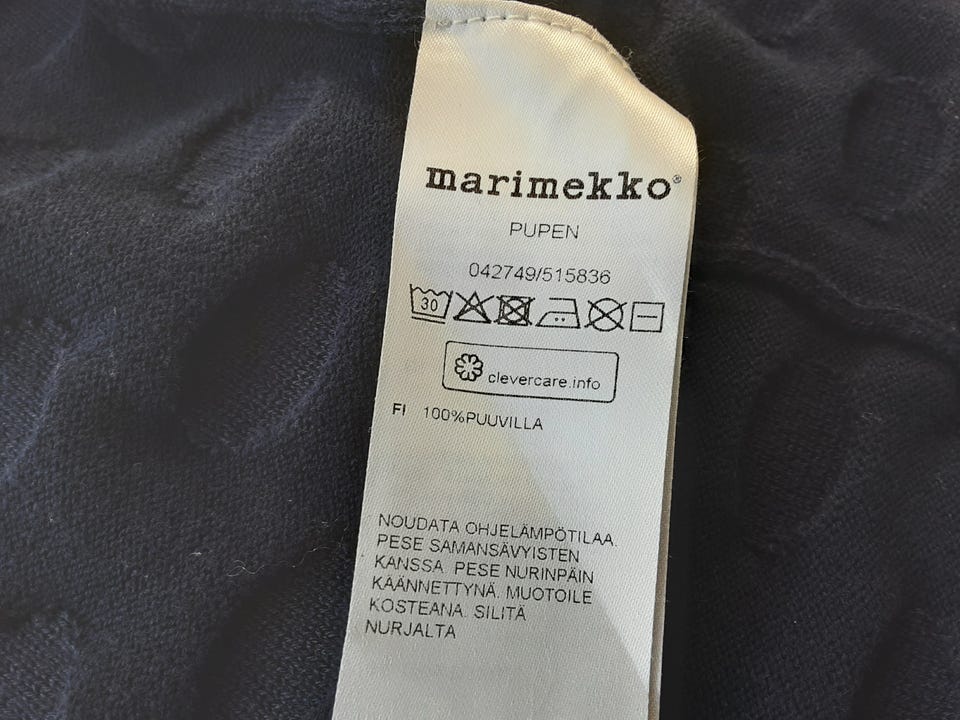 marimekko®
PUPEN
042749/515836
30
clevercare.info
FI 100%PUUVILLA
NOUDATA OHJELÄMPÖTILAA.
PESE SAMANSÄVYISTEN
KANSSA. PESE NURINPÄIN
KÄÄNNETTYNÄ. MUOTOILE
KOSTEANA. SILITÄ
NURJALTA